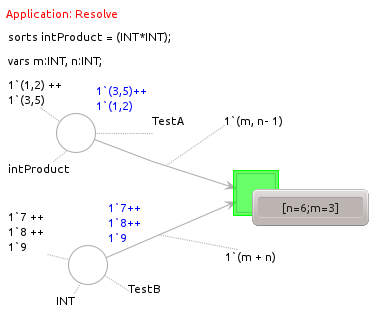 Application: Resolve
sorts intProduct = (INT*INT);
vars m:INT, n:INT;
1`(1,2) ++
1`(3,5)
1`(3,5)++
1`(1,2)
TestA
1`(m, n- 1)
intProduct
[n=6;m=3]
1`7 ++
1`8 ++
1`9
1`7++
1`8++
1`9
1`(m + n)
TestB
INT